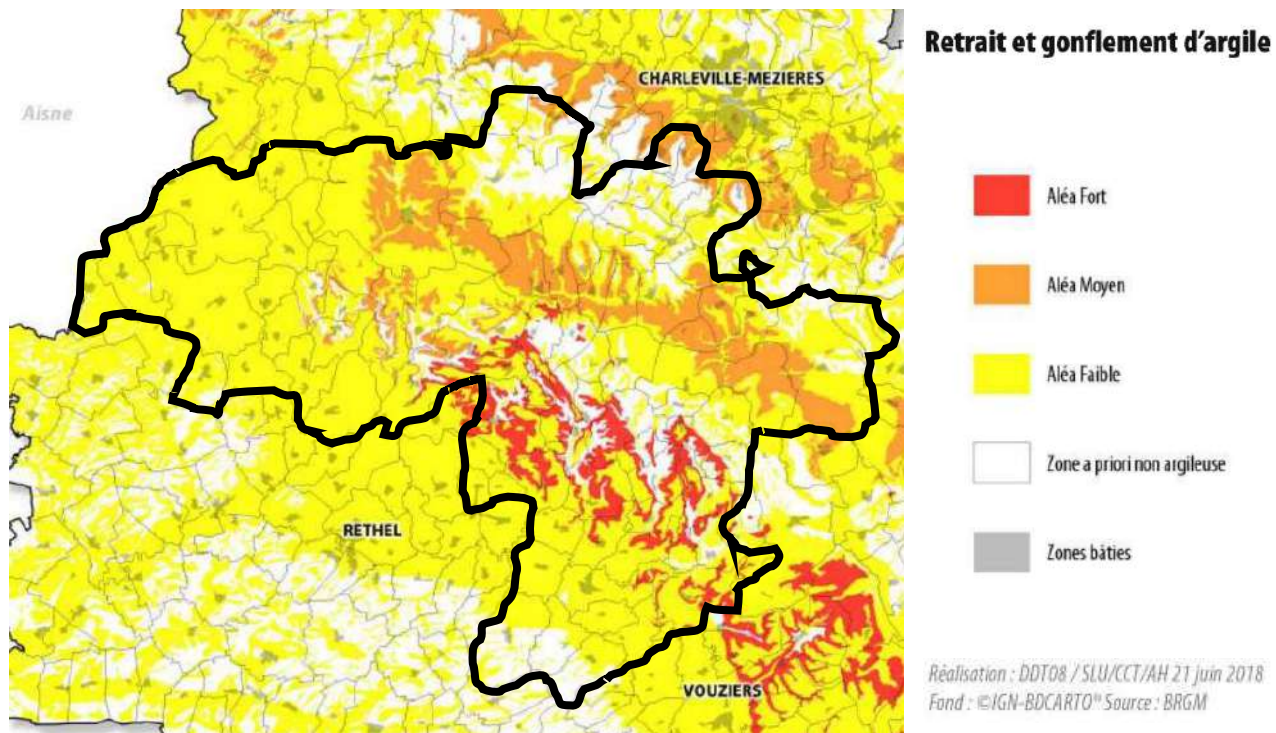 Retrait et gonflement d'argile
CHARLEVILLE-MEZIERES
Aisne
Aléa Fort
Aléa Moyen
Aléa Faible
Zone a priori non argileuse
RETHEL
Zones bâties
VOUZIERS
Réalisation : DDT08 / SLU/CCT/AH 21 juin 2018
Fond : ©IGN-BDCARTO® Source : BRGM